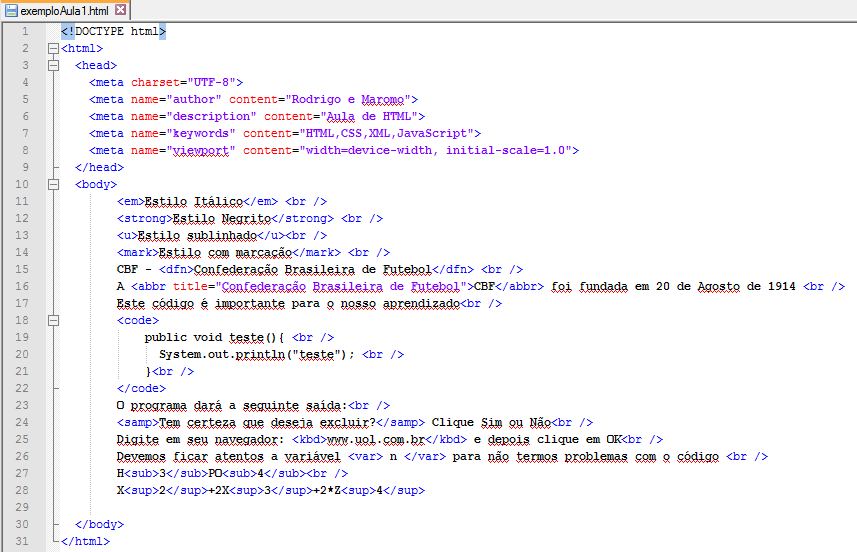 exemploAula1.html
1 <!DOCTYPE html>
2 <html>
3 <head>
4 <meta charset="UTF-8">
5 <meta name="author" content="Rodrigo e Maromo">
6 <meta name="description" content="Aula de HTML">
7 <meta name="keywords" content="HTML,CSS,XML,JavaScript">
8 <meta name="viewport" content="width=device-width, initial-scale=1.0">
9 </head>
10 <body>
11 <em>Estilo Itálico</em> <br />
12 <strong>Estilo Negrito</strong> <br />
13 <u>Estilo sublinhado</u><br />
14 <mark>Estilo com marcação</mark> <br />
15 CBF - <dfn>Confederação Brasileira de Futebol</dfn> <br />
16 A <abbr title="Confederação Brasileira de Futebol">CBF</abbr> foi fundada em 20 de Agosto de 1914 <br />
17 Este código é importante para o nosso aprendizado<br />
18 <code>
19 public void teste(){ <br />
20 System.out.println("teste"); <br />
21 }<br />
22 </code>
23 O programa dará a seguinte saída:<br />
24 <samp>Tem certeza que deseja excluir?</samp> Clique Sim ou Não<br />
25 Digite em seu navegador: <kbd>www.uol.com.br</kbd> e depois clique em OK<br />
26 Devemos ficar atentos a variável <var> n </var> para não termos problemas com o código <br />
27 H<sub>3</sub>PO<sub>4</sub><br />
28 X<sup>2</sup>+2X<sup>3</sup>+2*Z<sup>4</sup>
29
30 </body>
31 </html>